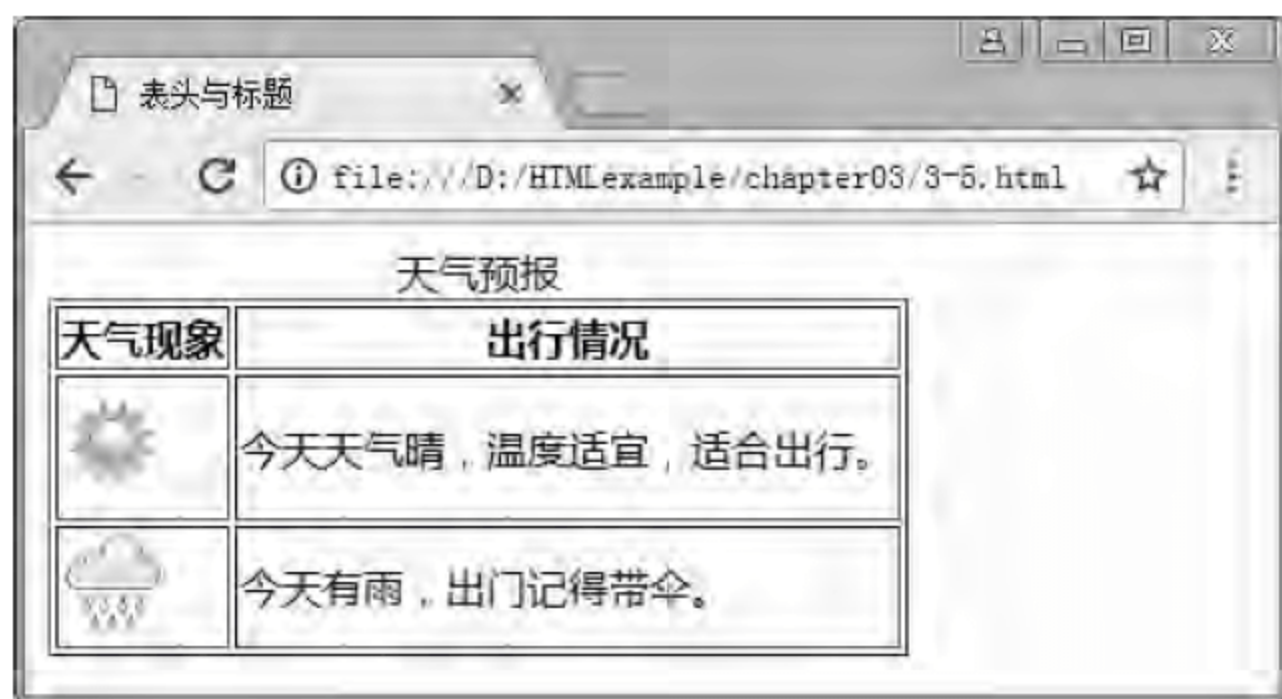 表头与标题
file:///D:/HTMLexample/chapter03/3-5.html
天气预报
天气现象 出行情况
今天天气晴，温度适宜，适合出行。
今天有雨，出门记得带伞。